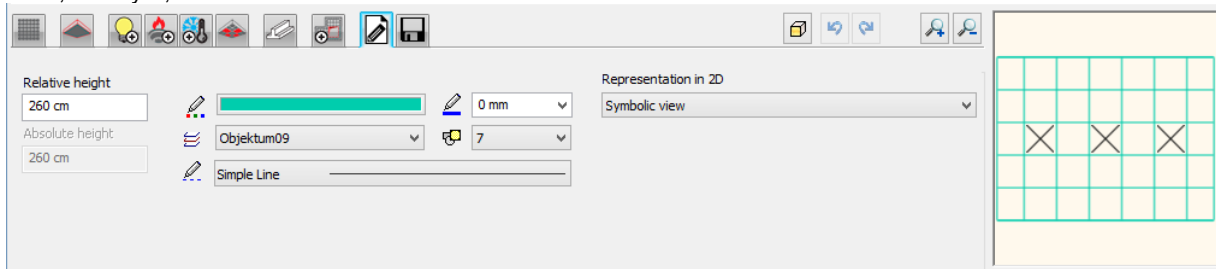 Relative height
Representation in 2D
260 cm
0 mm
Symbolic view
Absolute height
Objektum09
7
260 cm
Simple Line